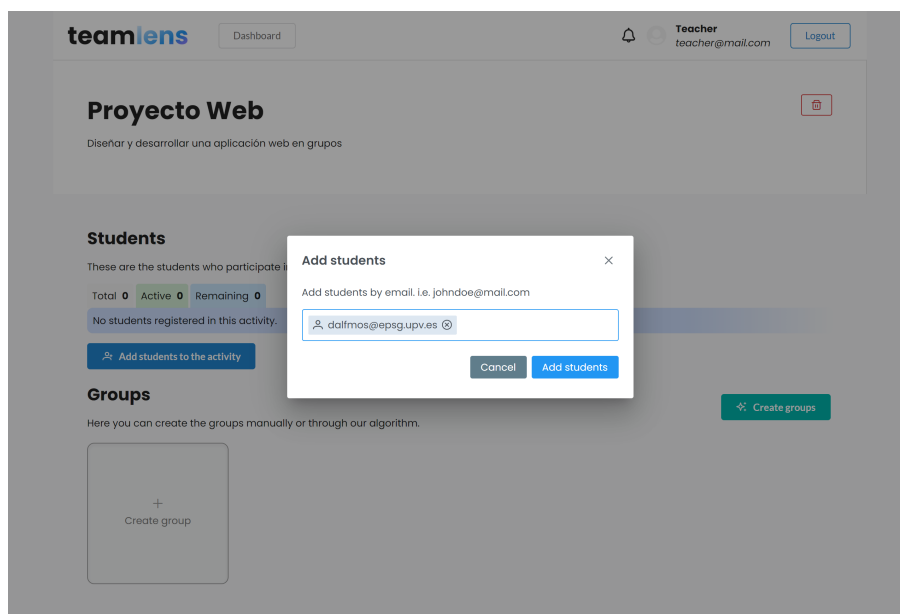 teamlens
Dashboard
Teacher
teacher@mail.com
Logout
Proyecto Web
Diseñar y desarrollar una aplicación web en grupos
Students
These are the students who participate i
Total 0 Active 0 Remaining 0
No students registered in this activity.
Add students to the activity
Add students
Add students by email. i.e. johndoe@mail.com
dalfmos@epsg.upv.es
Cancel Add students
Groups
Create groups
Here you can create the groups manually or through our algorithm.
Create group